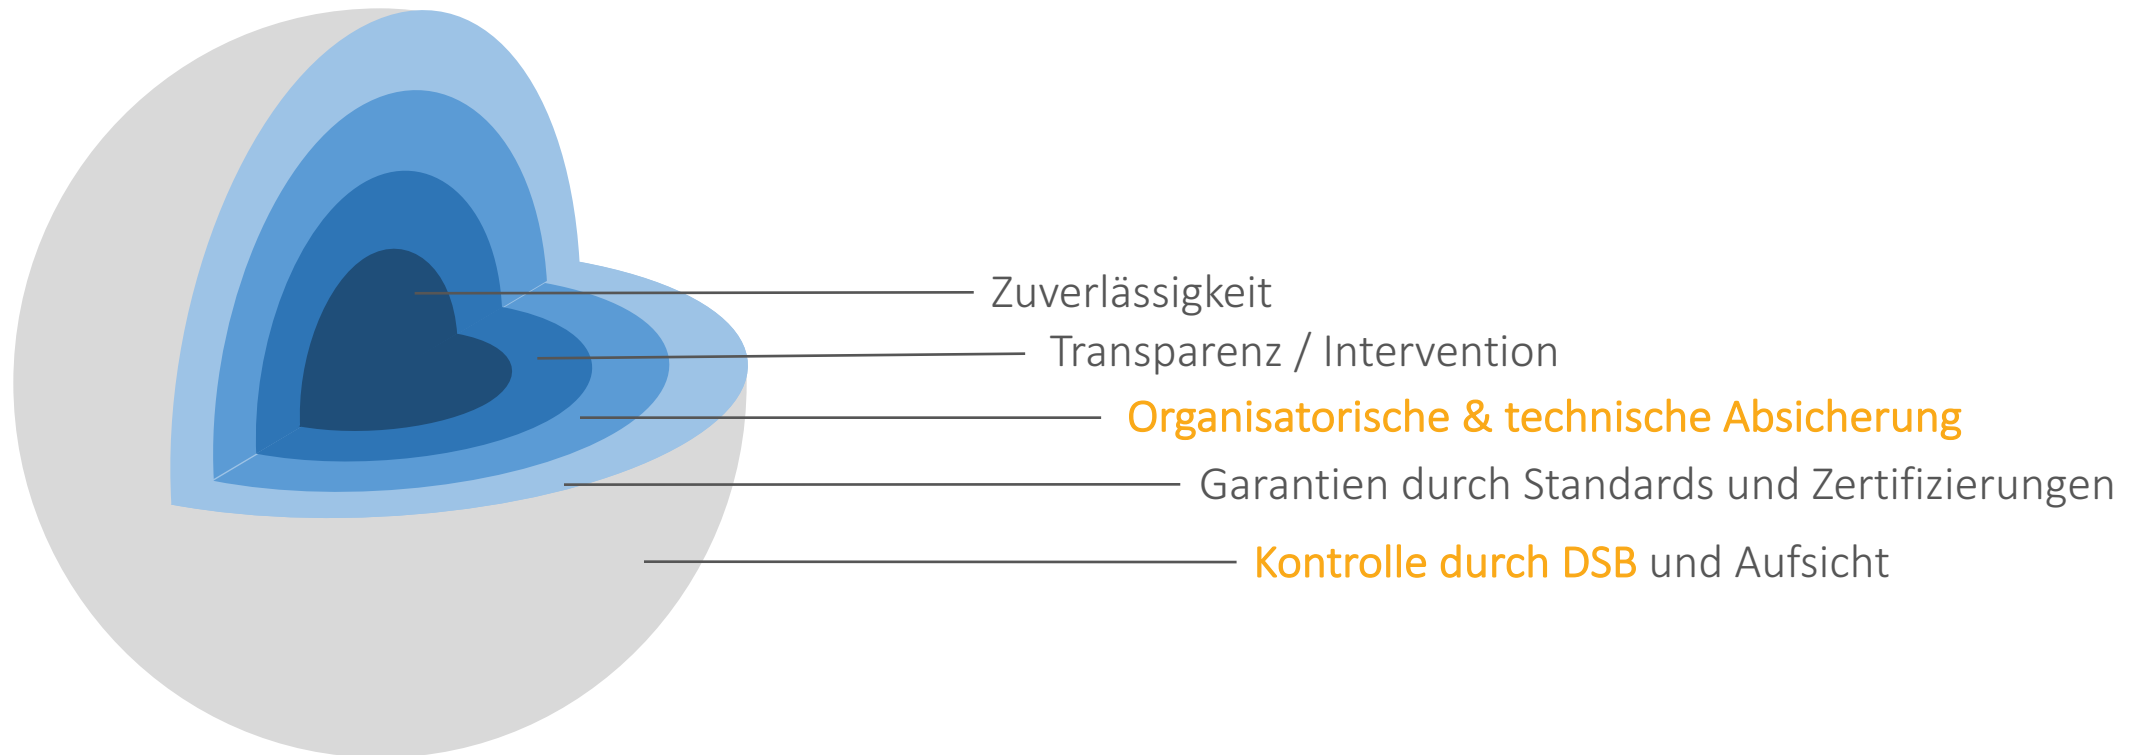 Zuverlässigkeit
Transparenz / Intervention
Organisatorische & technische Absicherung
Garantien durch Standards und Zertifizierungen
Kontrolle durch DSB und Aufsicht